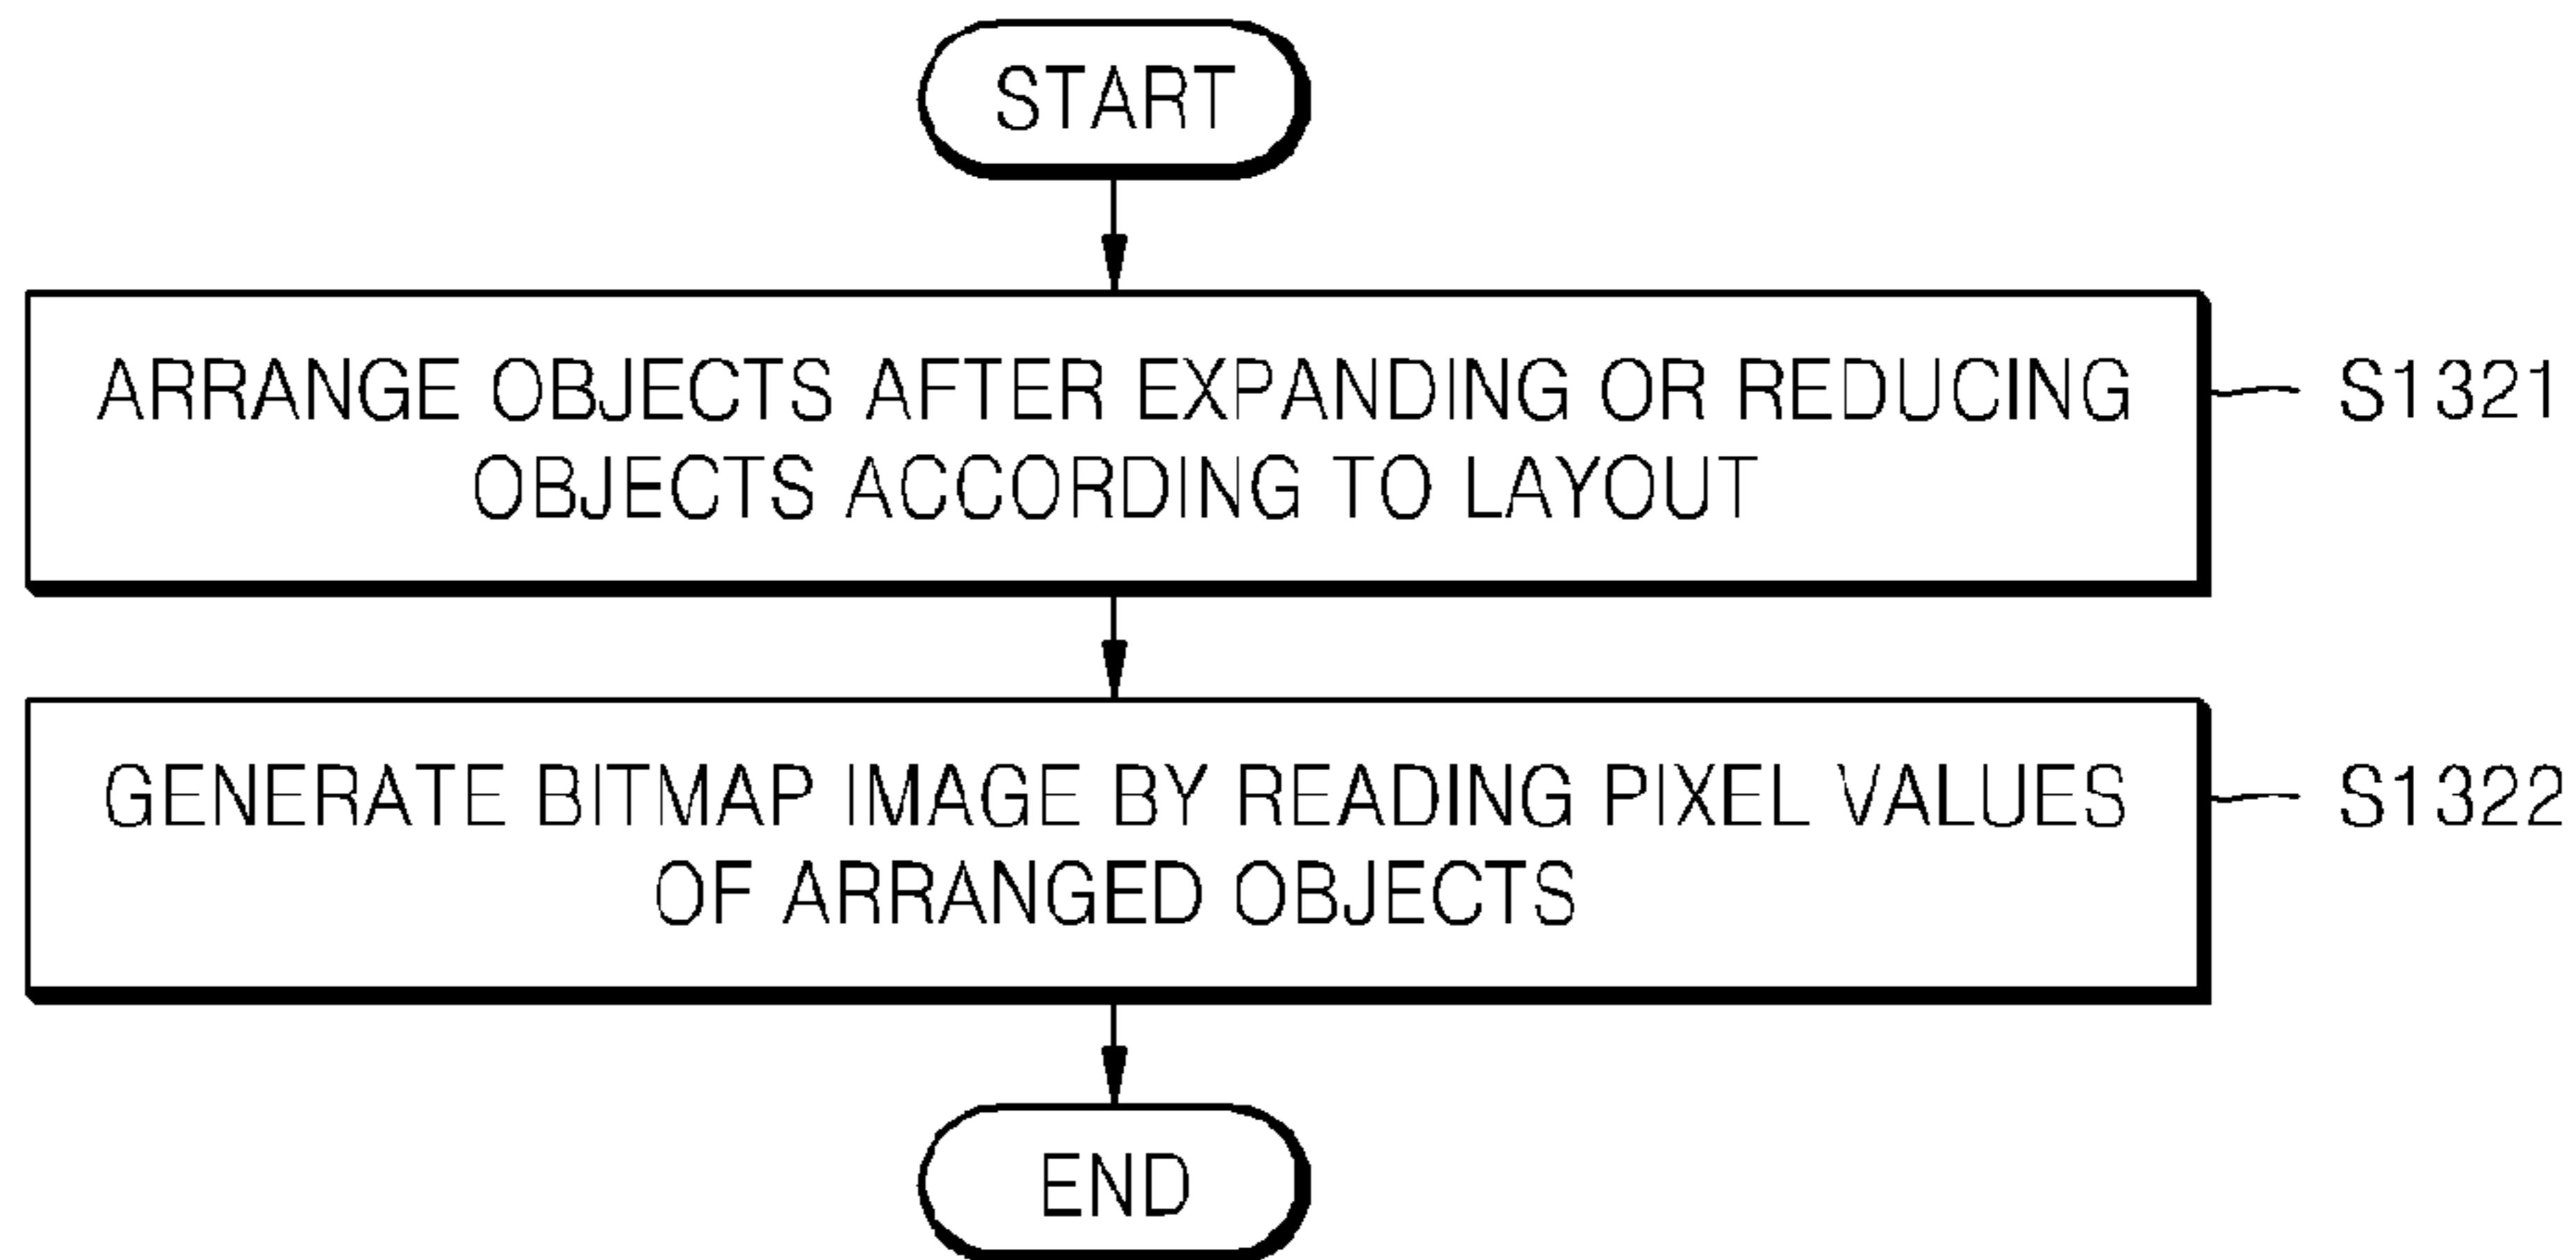 START
ARRANGE OBJECTS AFTER EXPANDING OR REDUCING
OBJECTS ACCORDING TO LAYOUT
S1321
GENERATE BITMAP IMAGE BY READING PIXEL VALUES
OF ARRANGED OBJECTS
S1322
END